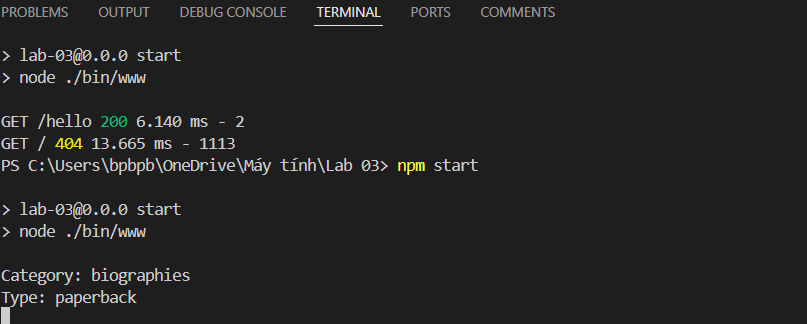 PROBLEMS OUTPUT DEBUG CONSOLE TERMINAL PORTS COMMENTS
> lab-03@0.0.0 start
> node ./bin/www
GET /hello 200 6.140 ms - 2
GET / 404 13.665 ms - 1113
PS C:\Users\bpbpb\OneDrive\Máy tính\Lab 03> npm start
> lab-03@0.0.0 start
> node ./bin/www
Category: biographies
Type: paperback